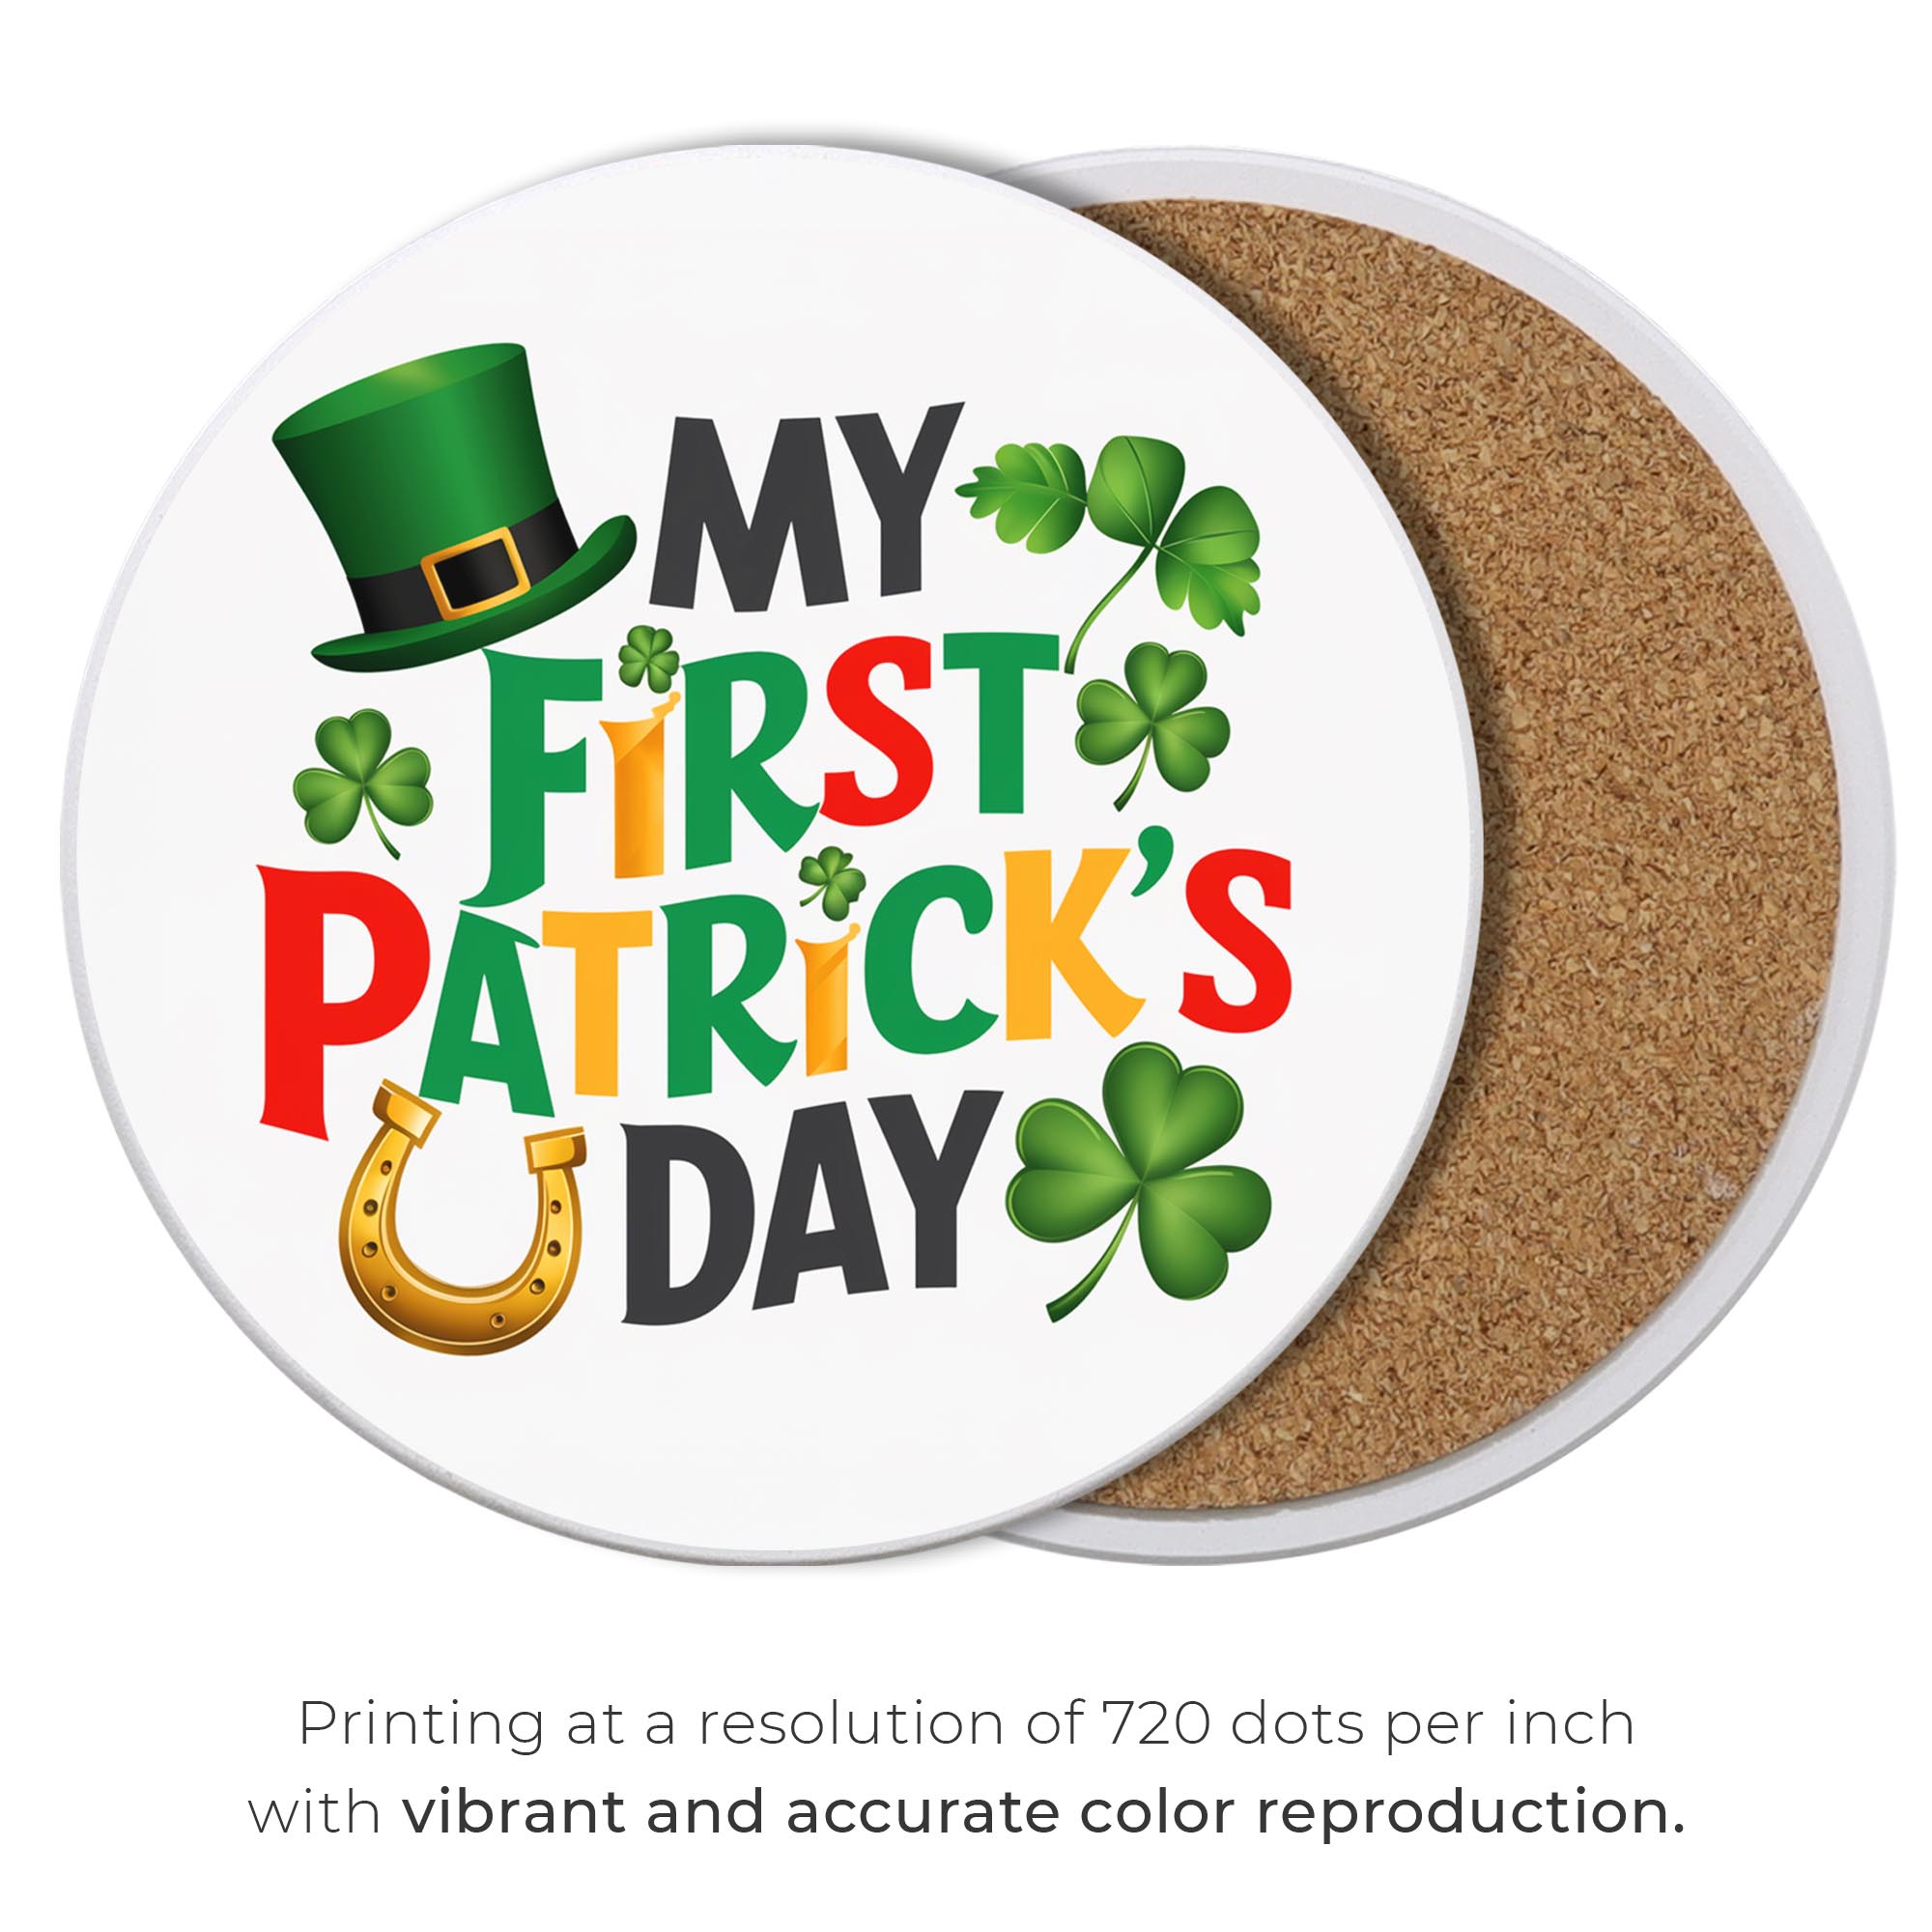 MY
FiRST
PATRiCK'S
DAY
Printing at a resolution of 720 dots per inch
with vibrant and accurate color reproduction.